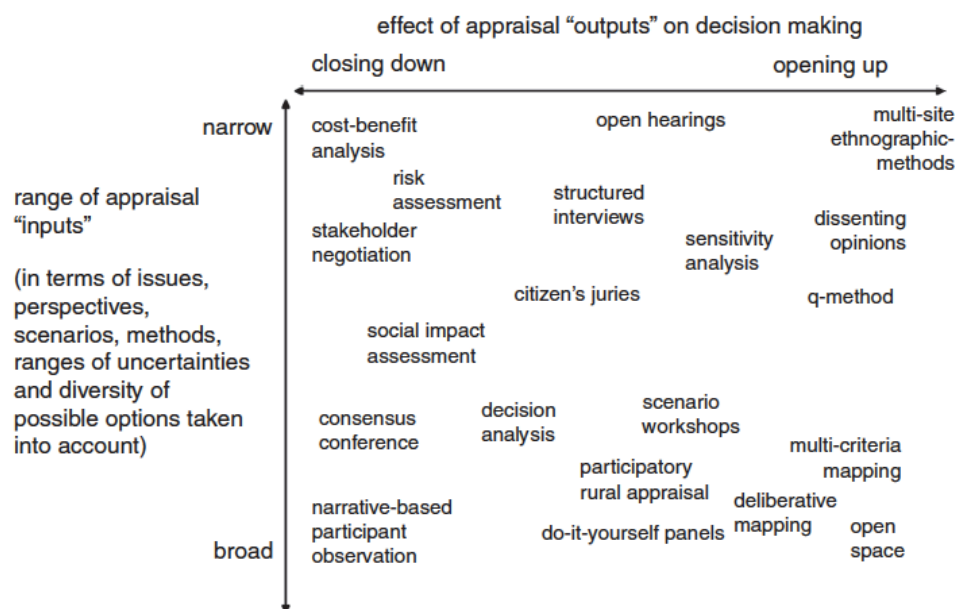 effect of appraisal “outputs” on decision making
closing down
opening up
narrow
range of appraisal
“inputs”
(in terms of issues,
perspectives,
scenarios, methods,
ranges of uncertainties
and diversity of
possible options taken
into account)
broad
cost-benefit
analysis
open hearings
multi-site
ethnographic-
methods
risk
assessment
structured
interviews
stakeholder
negotiation
sensitivity
analysis
dissenting
opinions
citizen’s juries
q-method
social impact
assessment
consensus
conference
decision
analysis
scenario
workshops
multi-criteria
mapping
participatory
rural appraisal
narrative-based
participant
observation
do-it-yourself panels
deliberative
mapping
open
space